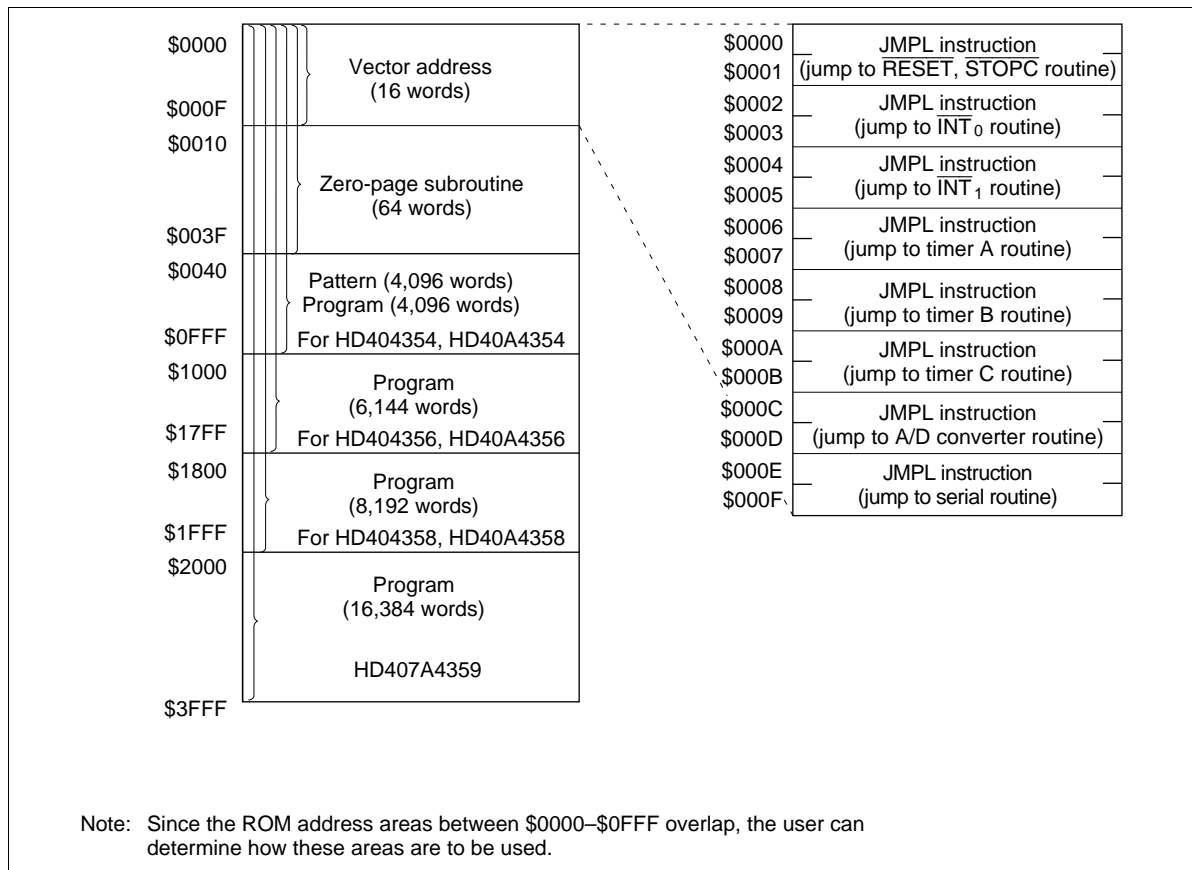 $0000
$000F
$0010
$003F
$0040
$0FFF
$1000
$17FF
$1800
$1FFF
$2000
$3FFF
Vector address
(16 words)
Zero-page subroutine
(64 words)
Pattern (4,096 words)
Program (4,096 words)
For HD404354, HD40A4354
Program
(6,144 words)
For HD404356, HD40A4356
Program
(8,192 words)
For HD404358, HD40A4358
Program
(16,384 words)
HD407A4359
$0000
$0001
JMPL instruction
(jump to RESET, STOPC routine)
$0002
$0003
JMPL instruction
(jump to INT0 routine)
$0004
$0005
JMPL instruction
(jump to INT1 routine)
$0006
$0007
JMPL instruction
(jump to timer A routine)
$0008
$0009
JMPL instruction
(jump to timer B routine)
$000A
$000B
JMPL instruction
(jump to timer C routine)
$000C
$000D
JMPL instruction
(jump to A/D converter routine)
$000E
$000F
JMPL instruction
(jump to serial routine)
Note: Since the ROM address areas between $0000–$0FFF overlap, the user can
determine how these areas are to be used.